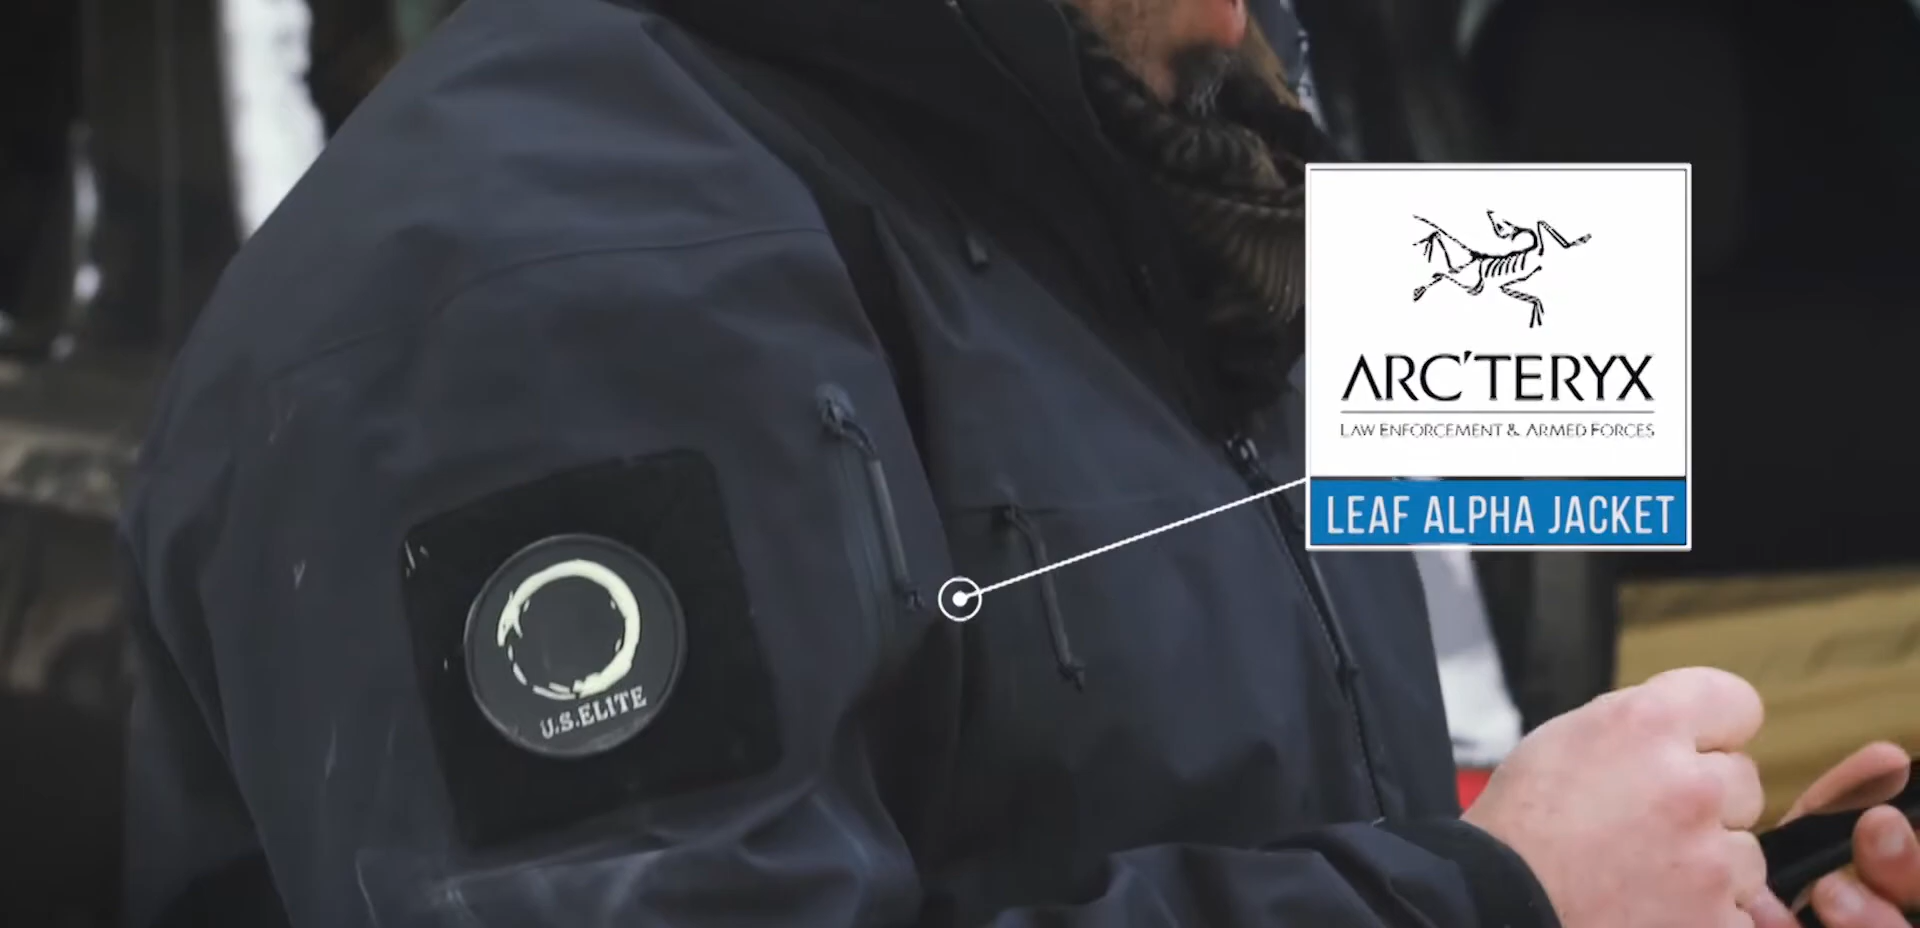 ARC'TERYX
LAW ENFORCEMENT & ARMED FORCES
LEAF ALPHA JACKET
U.S.ELITE